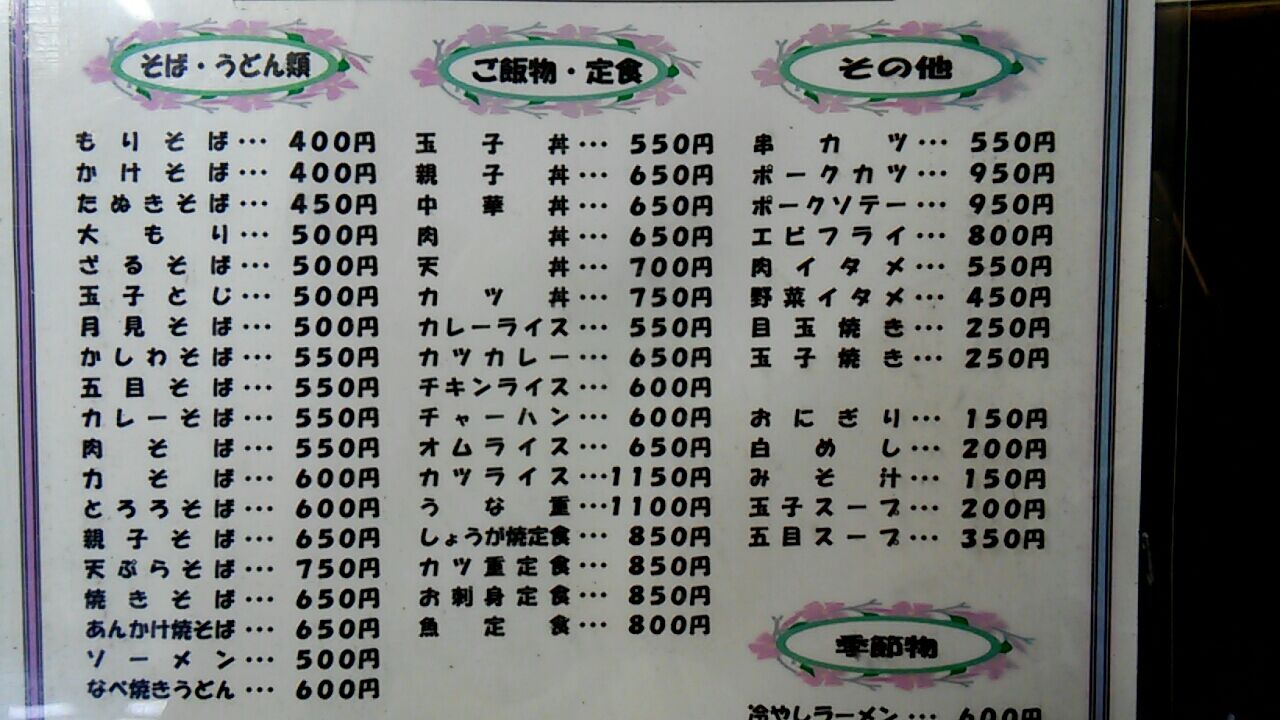 そば・うどん類
もりそば… 400円
かけそば… 400円
たぬきそば… 450円
大もり… 500円
ざるそば… 500円
玉子とじ… 500円
月見そば… 500円
かしわそば… 550円
五目そば… 550円
カレーそば… 550円
肉そば… 550円
力そば… 600円
とろろそば… 600円
親子そば… 650円
天ぷらそば… 750円
焼きそば… 650円
あんかけ焼そば… 650円
ソーメン… 500円
なべ焼きうどん… 600円
ご飯物・定食
玉子丼… 550円
親子丼… 650円
中華丼… 650円
肉丼… 650円
天丼… 700円
カツ丼… 750円
カレーライス… 550円
カツカレー… 650円
チキンライス… 600円
チャーハン… 600円
オムライス… 650円
カツライス…1150円
うな重…1100円
しょうが焼定食… 850円
カツ重定食… 850円
お刺身定食… 850円
魚定食… 800円
その他
串カツ… 550円
ポークカツ… 950円
ポークソテー… 950円
エビフライ… 800円
肉イタメ… 550円
野菜イタメ… 450円
目玉焼き… 250円
玉子焼き… 250円
おにぎり… 150円
白めし… 200円
みそ汁… 150円
玉子スープ… 200円
五目スープ… 350円
季節物
冷やしラーメン… 600円